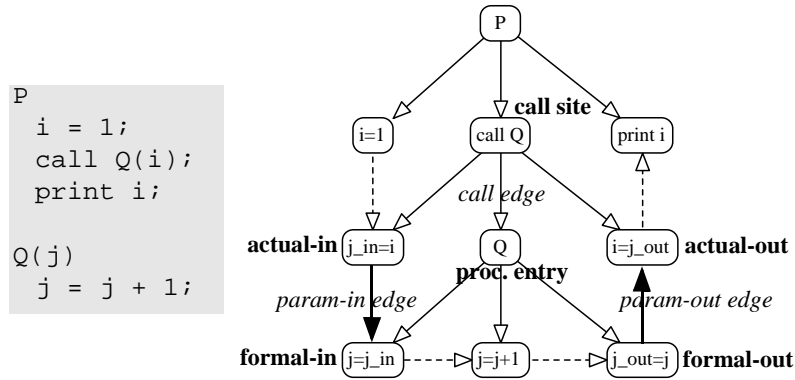 P
i = 1;
call Q(i);
print i;
Q(j)
j = j + 1;
P
call site
i=1
call Q
print i
call edge
actual-in
j_in=i
Q
i=j_out
actual-out
proc. entry
param-in edge
param-out edge
formal-in
j=j_in
j=j+1
j_out=j
formal-out